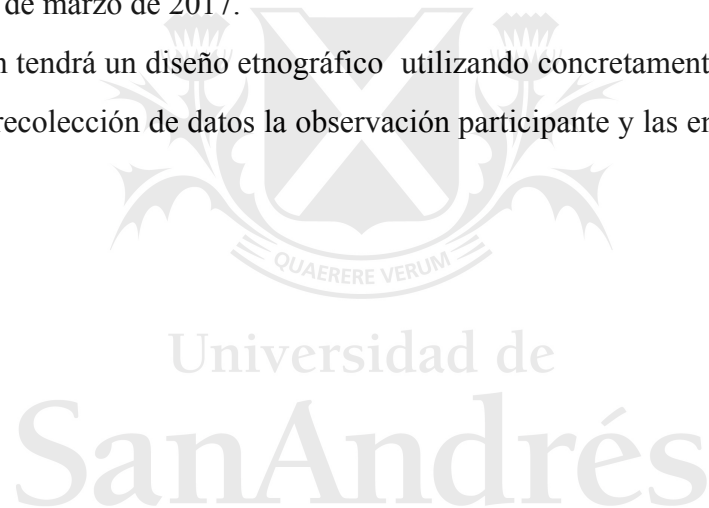 de marzo de 2017.
n tendrá un diseño etnográfico utilizando concretament
recolección de datos la observación participante y las en
QUAERERE VERUM
Universidad de
SanAndrés